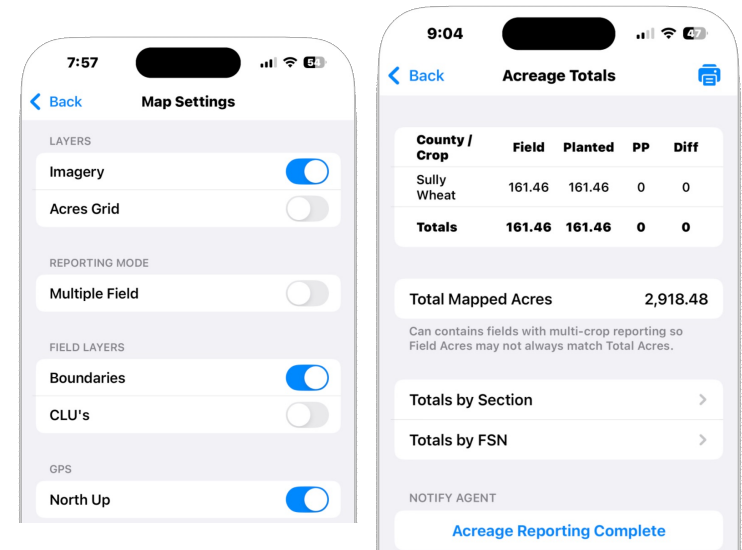 7:57
54
Back
Map Settings
LAYERS
Imagery
Acres Grid
REPORTING MODE
Multiple Field
FIELD LAYERS
Boundaries
CLU's
GPS
North Up
9:04
47
Back
Acreage Totals
County / Crop Field Planted PP Diff
Sully Wheat 161.46 161.46 0 0
Totals 161.46 161.46 0 0
Total Mapped Acres 2,918.48
Can contains fields with multi-crop reporting so
Field Acres may not always match Total Acres.
Totals by Section
Totals by FSN
NOTIFY AGENT
Acreage Reporting Complete